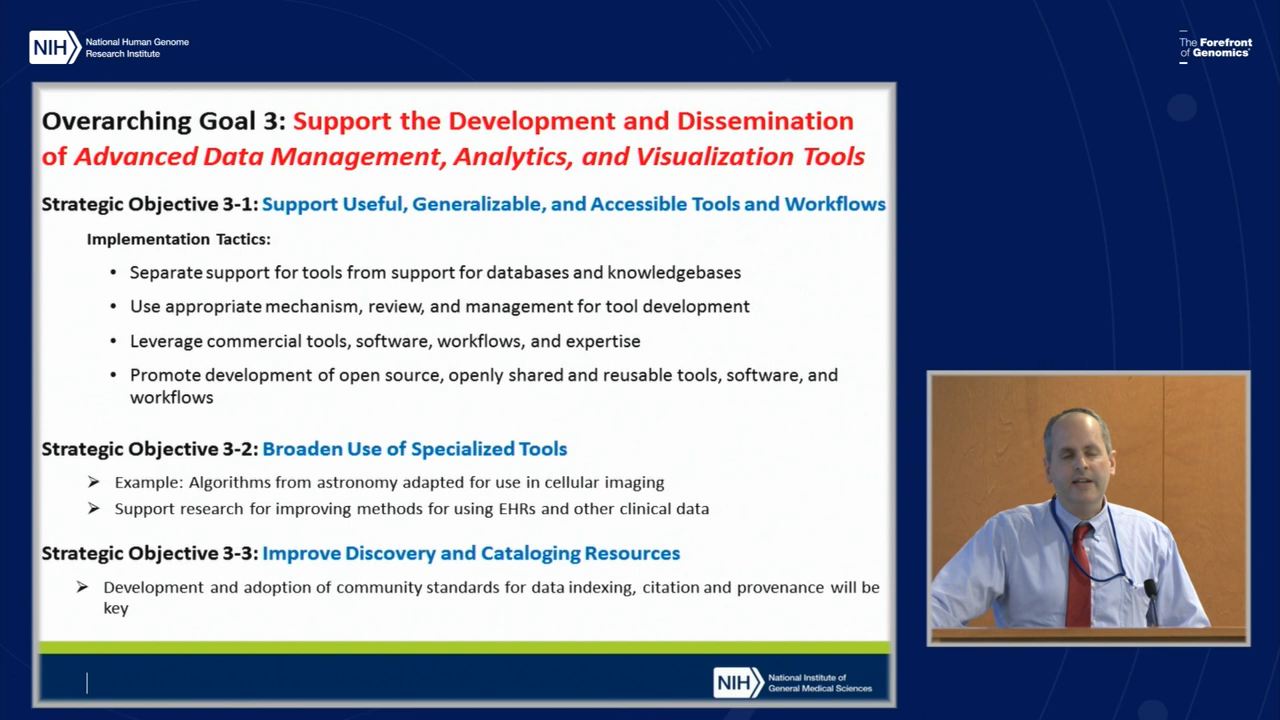 NIH National Human Genome
Research Institute
The Forefront
of Genomics®
Overarching Goal 3: Support the Development and Dissemination
of Advanced Data Management, Analytics, and Visualization Tools
Strategic Objective 3-1: Support Useful, Generalizable, and Accessible Tools and Workflows
Implementation Tactics:
• Separate support for tools from support for databases and knowledgebases
• Use appropriate mechanism, review, and management for tool development
• Leverage commercial tools, software, workflows, and expertise
• Promote development of open source, openly shared and reusable tools, software, and
workflows
Strategic Objective 3-2: Broaden Use of Specialized Tools
➢ Example: Algorithms from astronomy adapted for use in cellular imaging
➢ Support research for improving methods for using EHRs and other clinical data
Strategic Objective 3-3: Improve Discovery and Cataloging Resources
➢ Development and adoption of community standards for data indexing, citation and provenance will be
key
NIH National Institute of
General Medical Sciences